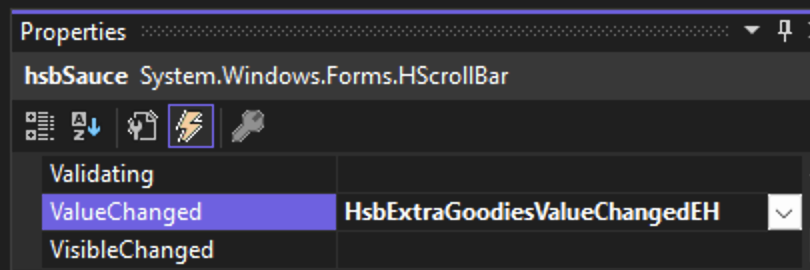 Properties
hsbSauce System.Windows.Forms.HScrollBar
Validating
ValueChanged HsbExtraGoodiesValueChangedEH
VisibleChanged